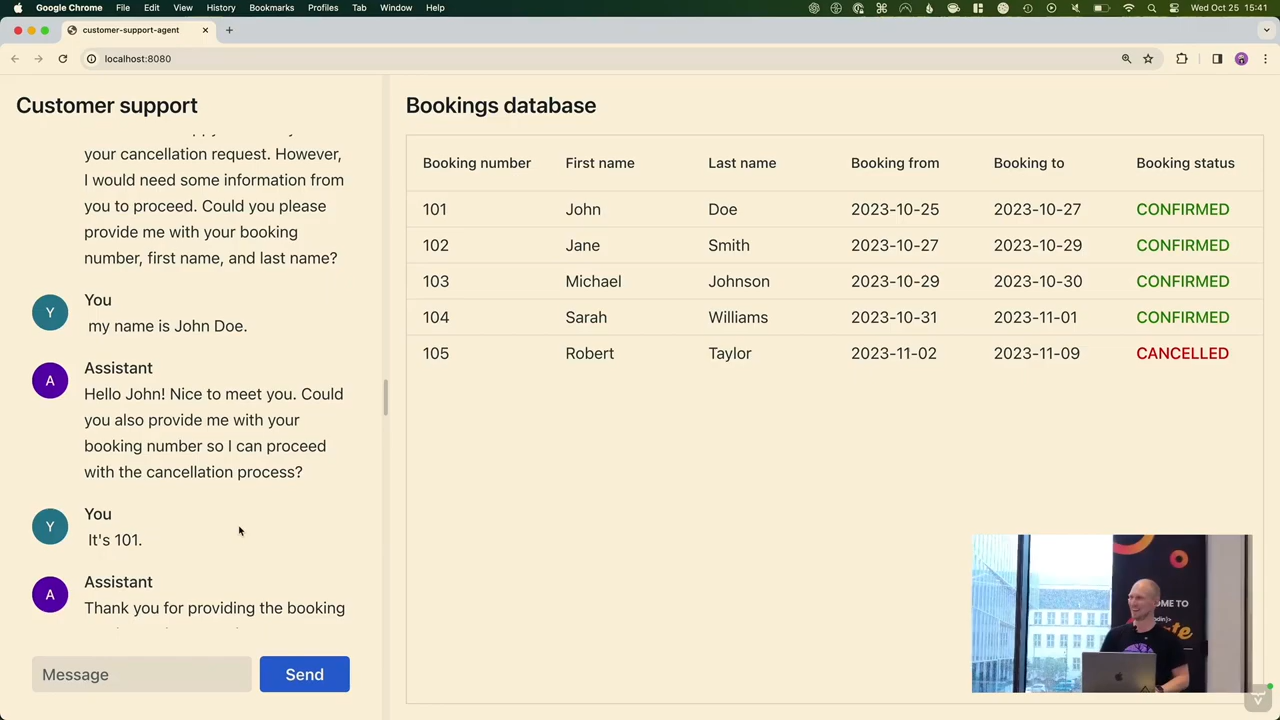 Google Chrome File Edit View History Bookmarks Profiles Tab Window Help Wed Oct 25 15:41
customer-support-agent
localhost:8080
Customer support
your cancellation request. However,
I would need some information from
you to proceed. Could you please
provide me with your booking
number, first name, and last name?
Y
You
my name is John Doe.
A
Assistant
Hello John! Nice to meet you. Could
you also provide me with your
booking number so I can proceed
with the cancellation process?
Y
You
It's 101.
A
Assistant
Thank you for providing the booking
Message
Send
Bookings database
Booking number First name Last name Booking from Booking to Booking status
101 John Doe 2023-10-25 2023-10-27 CONFIRMED
102 Jane Smith 2023-10-27 2023-10-29 CONFIRMED
103 Michael Johnson 2023-10-29 2023-10-30 CONFIRMED
104 Sarah Williams 2023-10-31 2023-11-01 CONFIRMED
105 Robert Taylor 2023-11-02 2023-11-09 CANCELLED
TO